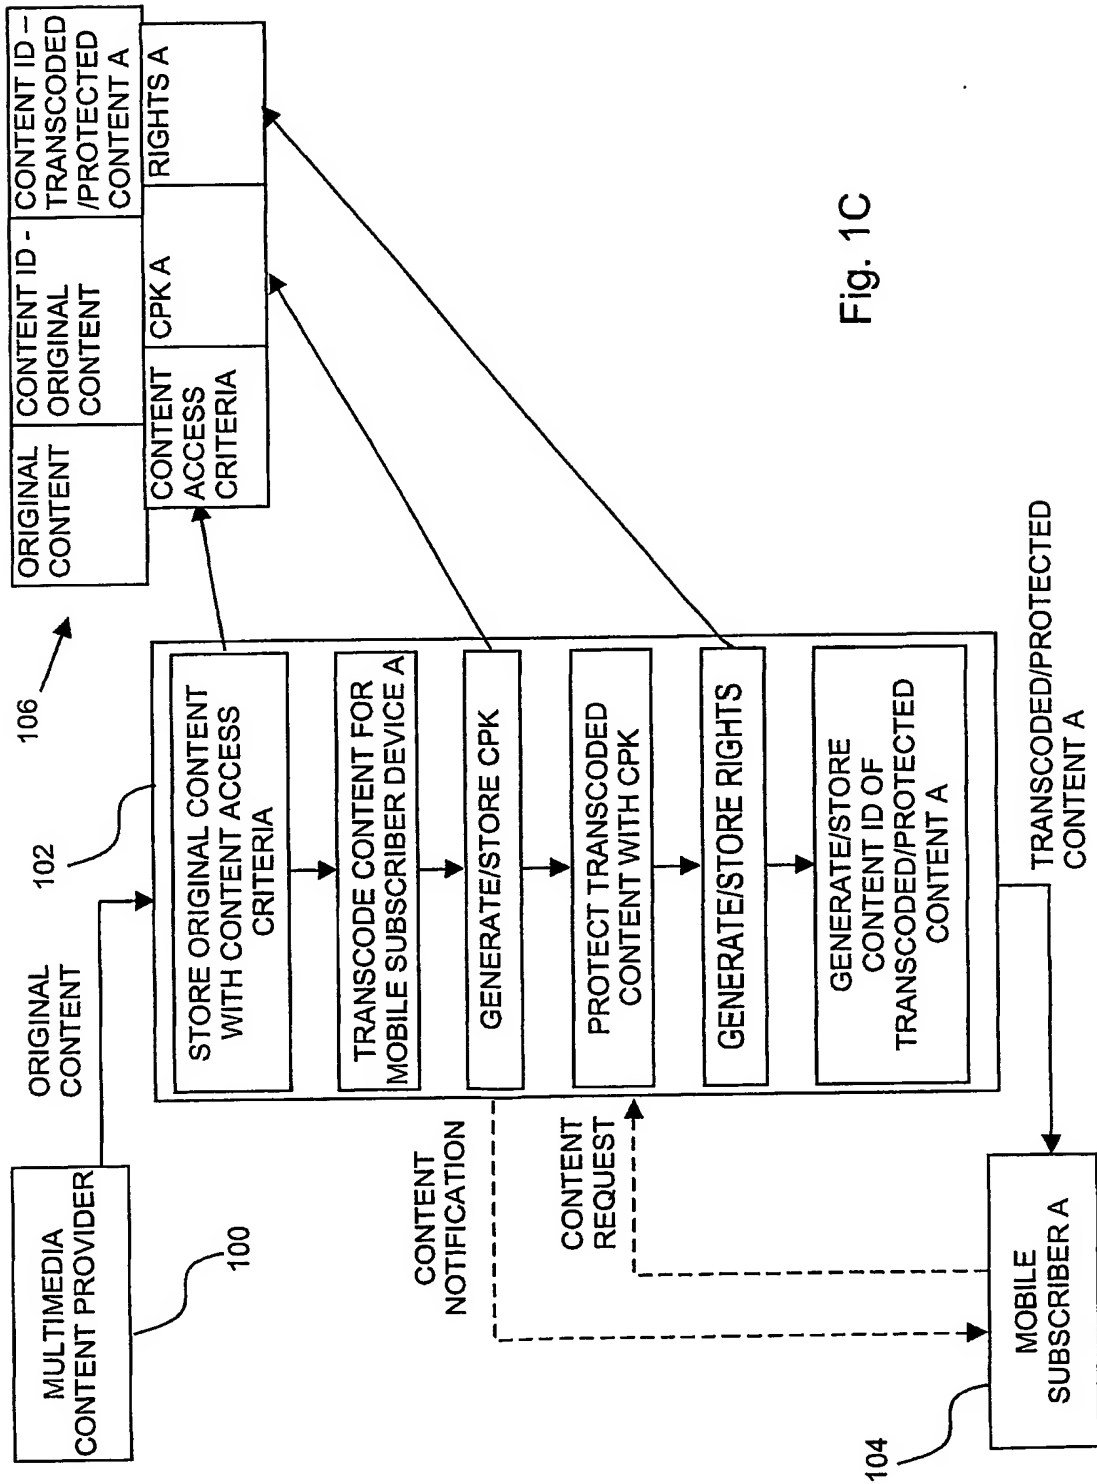 106
ORIGINAL
CONTENT
CONTENT ID -
ORIGINAL
CONTENT
CONTENT ID –
TRANSCODED
/PROTECTED
CONTENT A
CONTENT
ACCESS
CRITERIA
CPK A
RIGHTS A
MULTIMEDIA
CONTENT PROVIDER
100
ORIGINAL
CONTENT
102
STORE ORIGINAL CONTENT
WITH CONTENT ACCESS
CRITERIA
TRANSCODE CONTENT FOR
MOBILE SUBSCRIBER DEVICE A
GENERATE/STORE CPK
PROTECT TRANSCODED
CONTENT WITH CPK
GENERATE/STORE RIGHTS
GENERATE/STORE
CONTENT ID OF
TRANSCODED/PROTECTED
CONTENT A
CONTENT
NOTIFICATION
CONTENT
REQUEST
TRANSCODED/PROTECTED
CONTENT A
MOBILE
SUBSCRIBER A
104
Fig. 1C